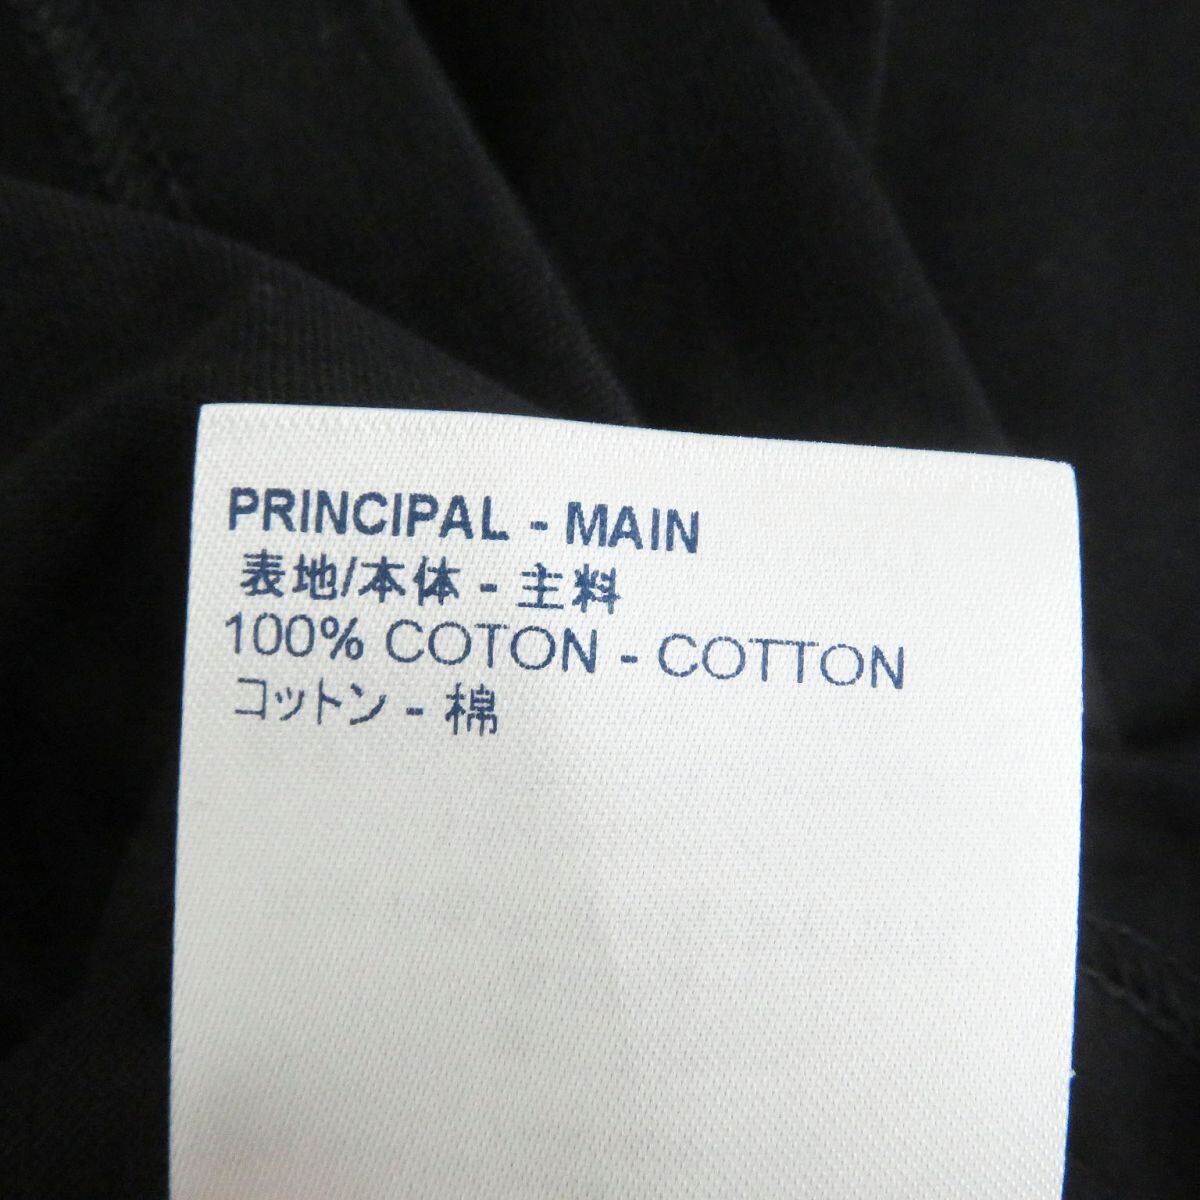 PRINCIPAL - MAIN
表地/本体 - 主料
100% COTON - COTTON
コットン - 棉